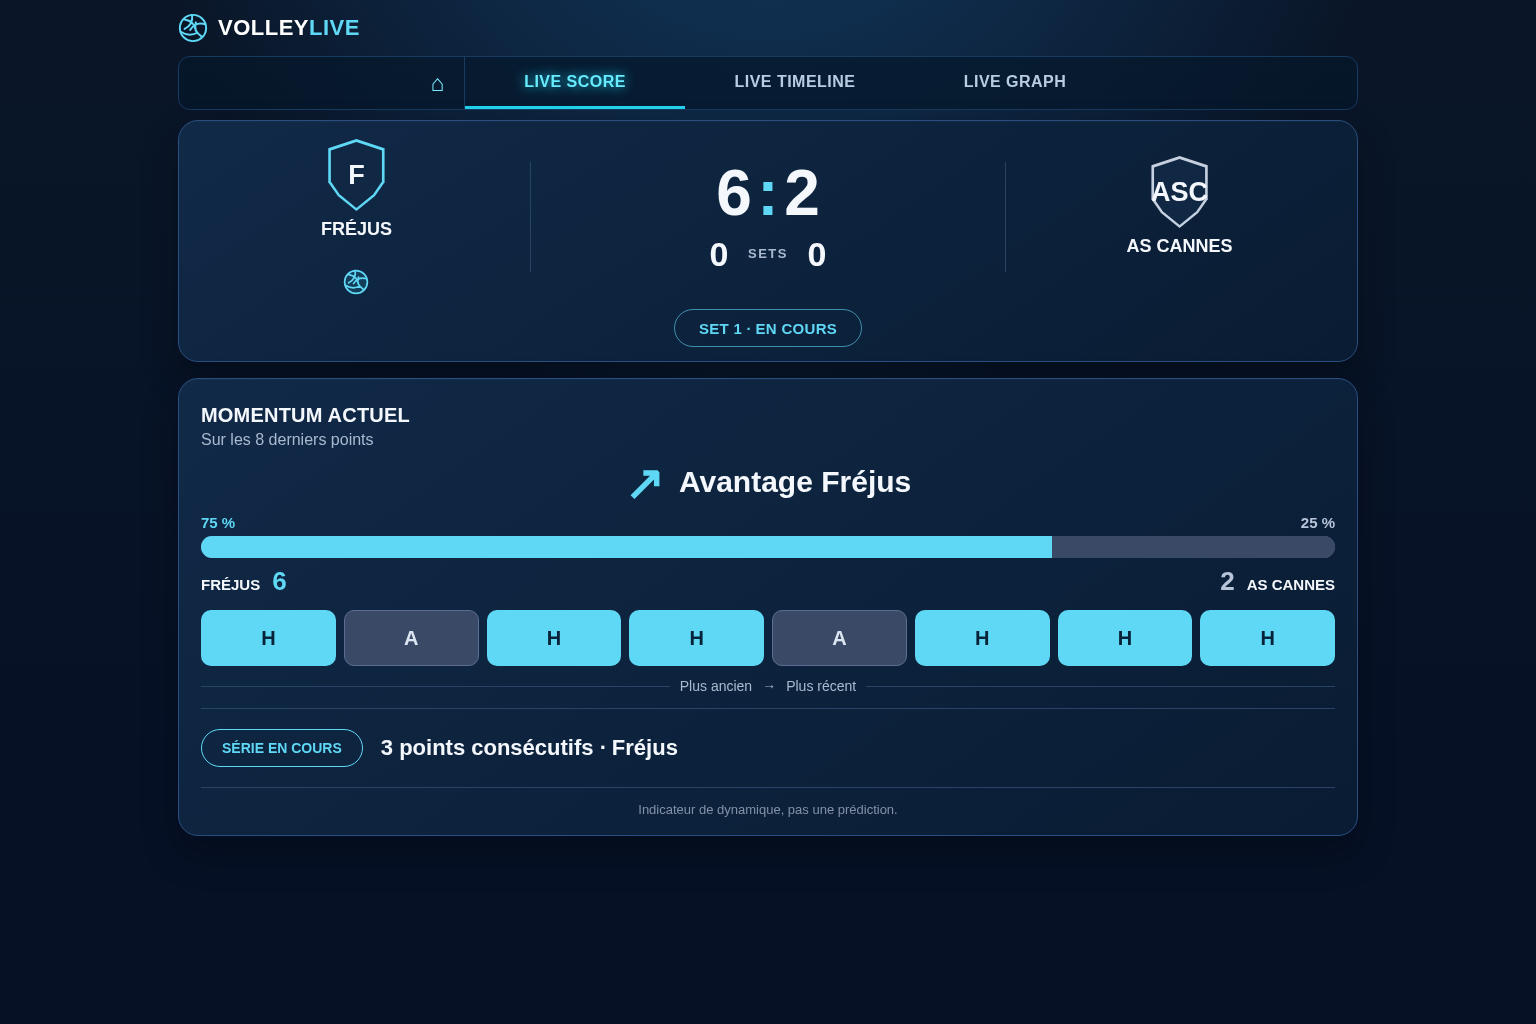 VOLLEYLIVE
LIVE SCORE LIVE TIMELINE LIVE GRAPH
F
FRÉJUS
6:2
0 SETS 0
ASC
AS CANNES
SET 1 · EN COURS
MOMENTUM ACTUEL
Sur les 8 derniers points
↗ Avantage Fréjus
75 % 25 %
FRÉJUS 6 2 AS CANNES
H A H H A H H H
Plus ancien → Plus récent
SÉRIE EN COURS 3 points consécutifs · Fréjus
Indicateur de dynamique, pas une prédiction.